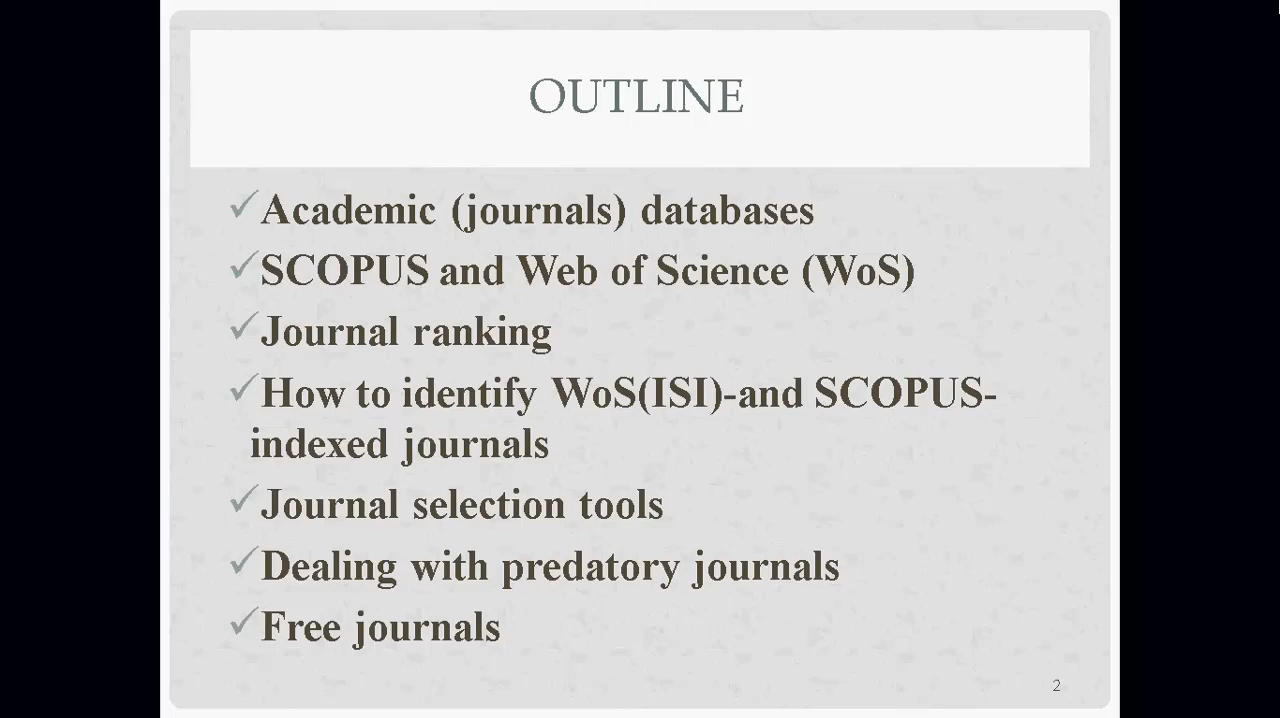 OUTLINE
✓Academic (journals) databases
✓SCOPUS and Web of Science (WoS)
✓Journal ranking
✓How to identify WoS(ISI)-and SCOPUS-
indexed journals
✓Journal selection tools
✓Dealing with predatory journals
✓Free journals
2